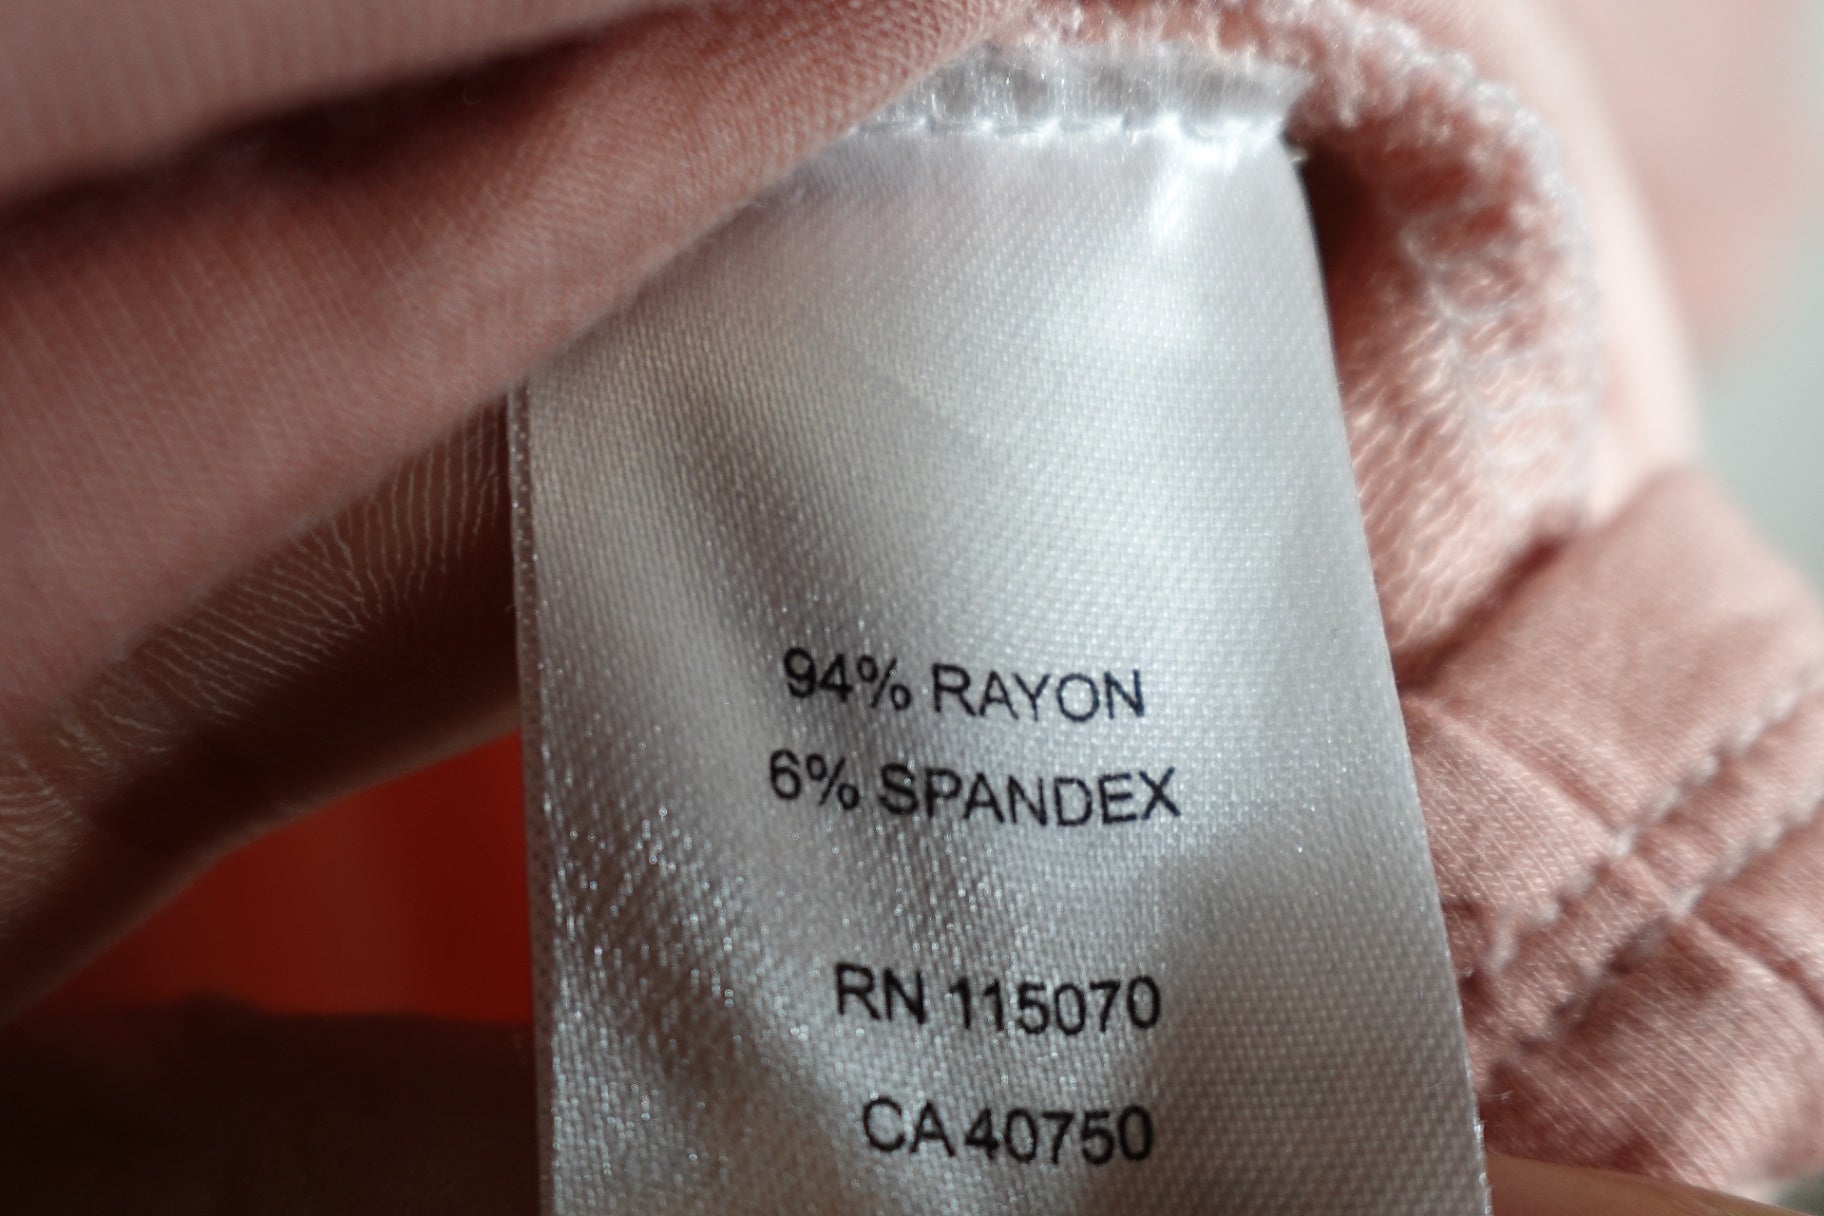 94% RAYON
6% SPANDEX
RN 115070
CA 40750